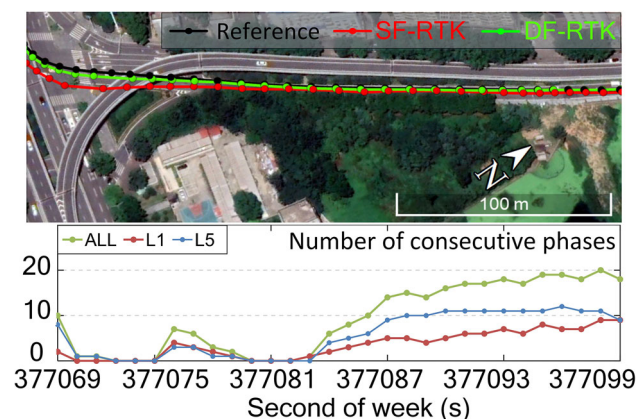 Reference SF-RTK DF-RTK
N
100 m
ALL L1 L5 Number of consecutive phases
20
10
0
377069 377075 377081 377087 377093 377099
Second of week (s)